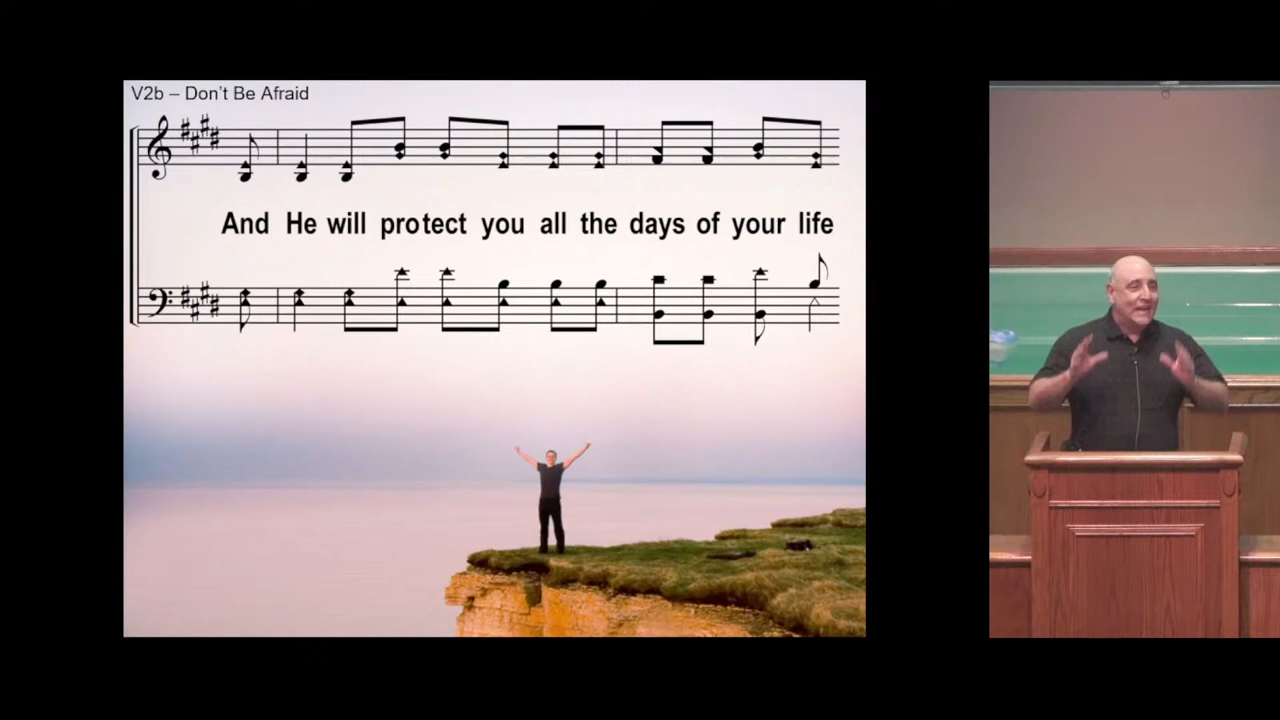 V2b – Don't Be Afraid
And He will protect you all the days of your life